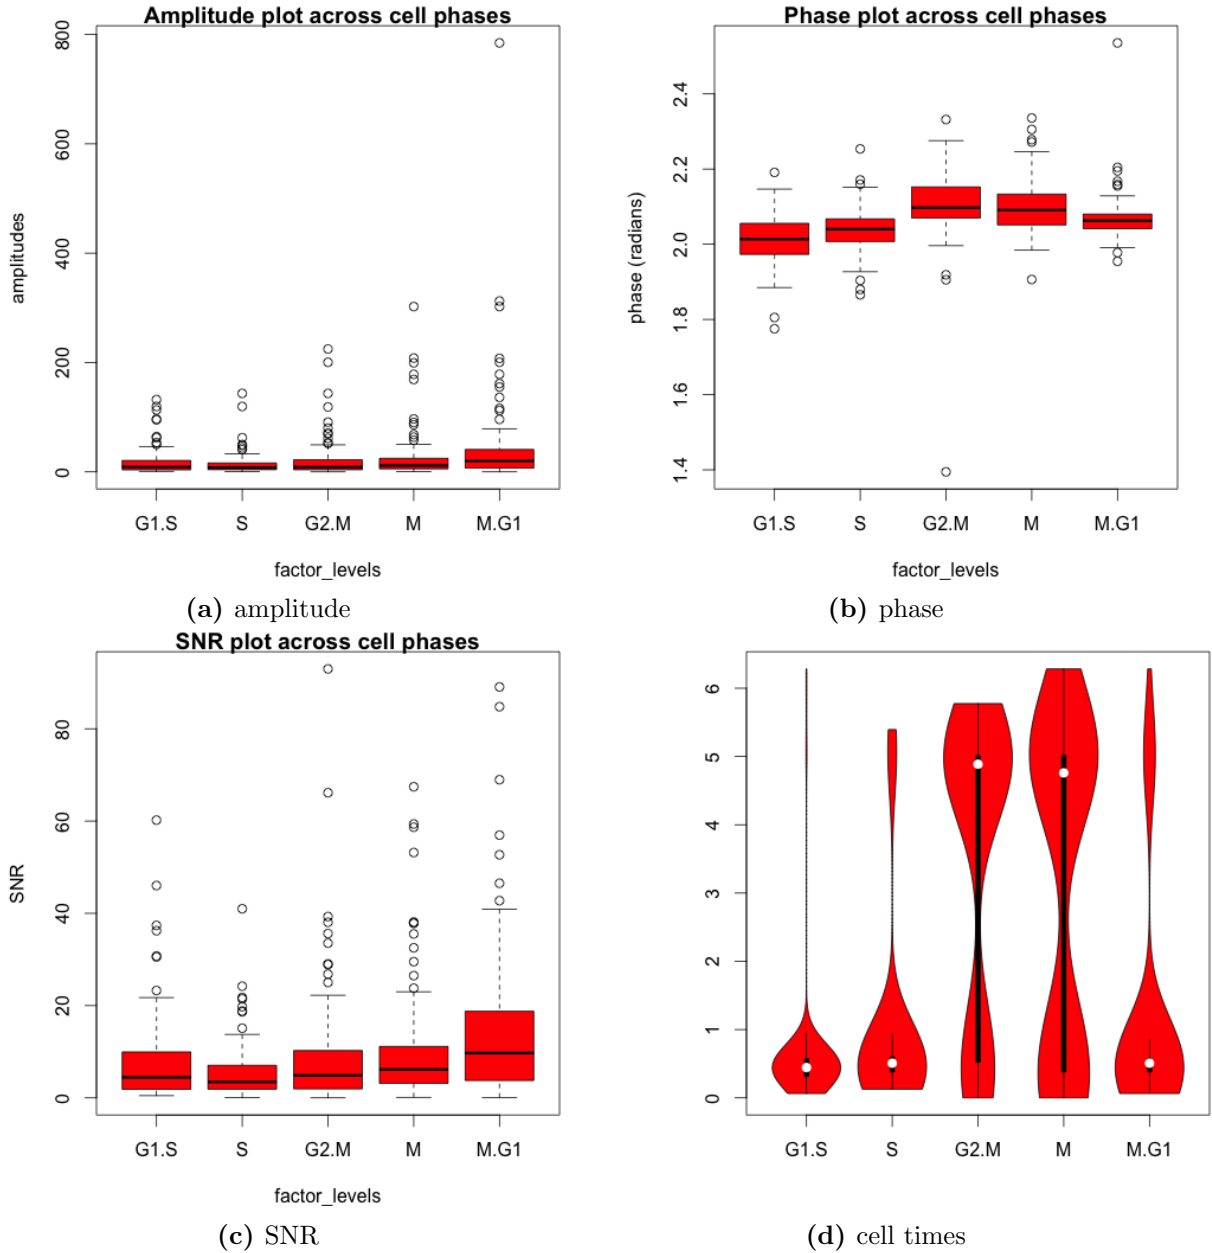 Amplitude plot across cell phases
amplitudes
800
600
400
200
0
G1.S S G2.M M M.G1
factor_levels
(a) amplitude
Phase plot across cell phases
phase (radians)
2.4
2.2
2.0
1.8
1.6
1.4
G1.S S G2.M M M.G1
factor_levels
(b) phase
SNR plot across cell phases
SNR
80
60
40
20
0
G1.S S G2.M M M.G1
factor_levels
(c) SNR
6
5
4
3
2
1
0
G1.S S G2.M M M.G1
(d) cell times